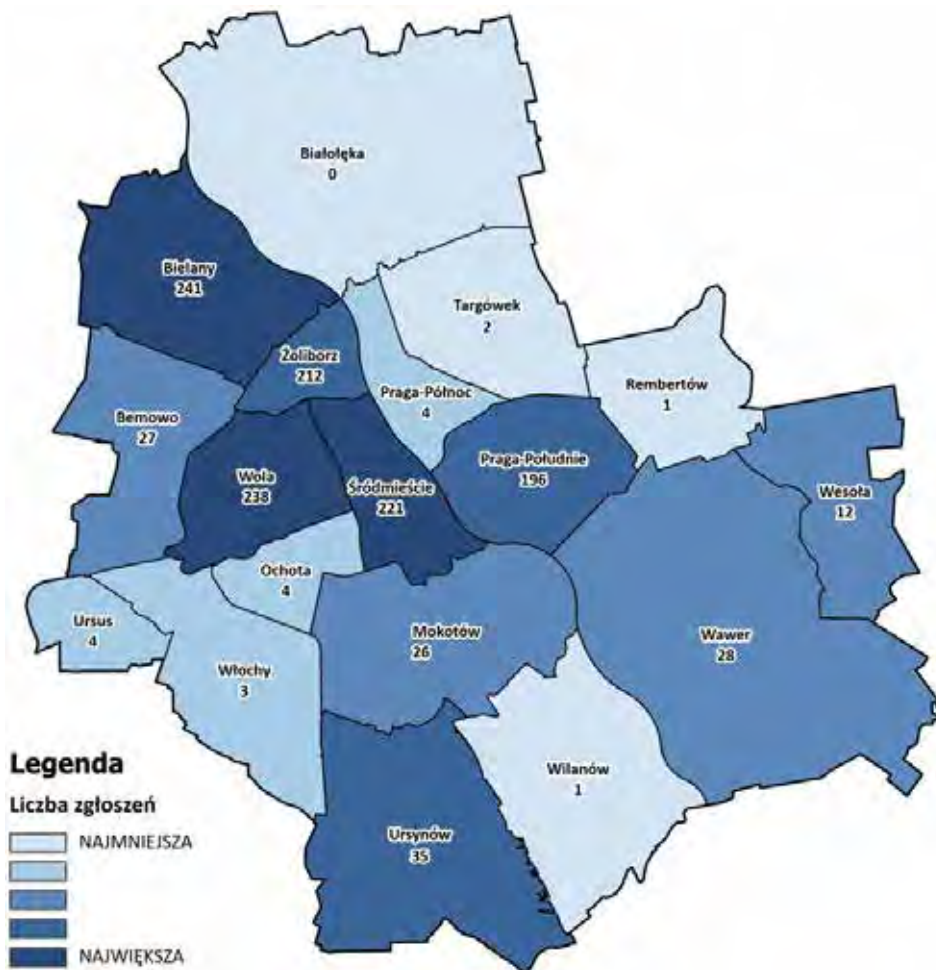 Białołęka
0
Bielany
241
Targówek
2
Żoliborz
212
Praga-Północ
4
Rembertów
1
Bemowo
27
Wola
238
Śródmieście
221
Praga-Południe
196
Wesoła
12
Ochota
4
Ursus
4
Włochy
3
Mokotów
26
Wawer
28
Wilanów
1
Ursynów
35
Legenda
Liczba zgłoszeń
NAJMNIEJSZA
NAJWIĘKSZA